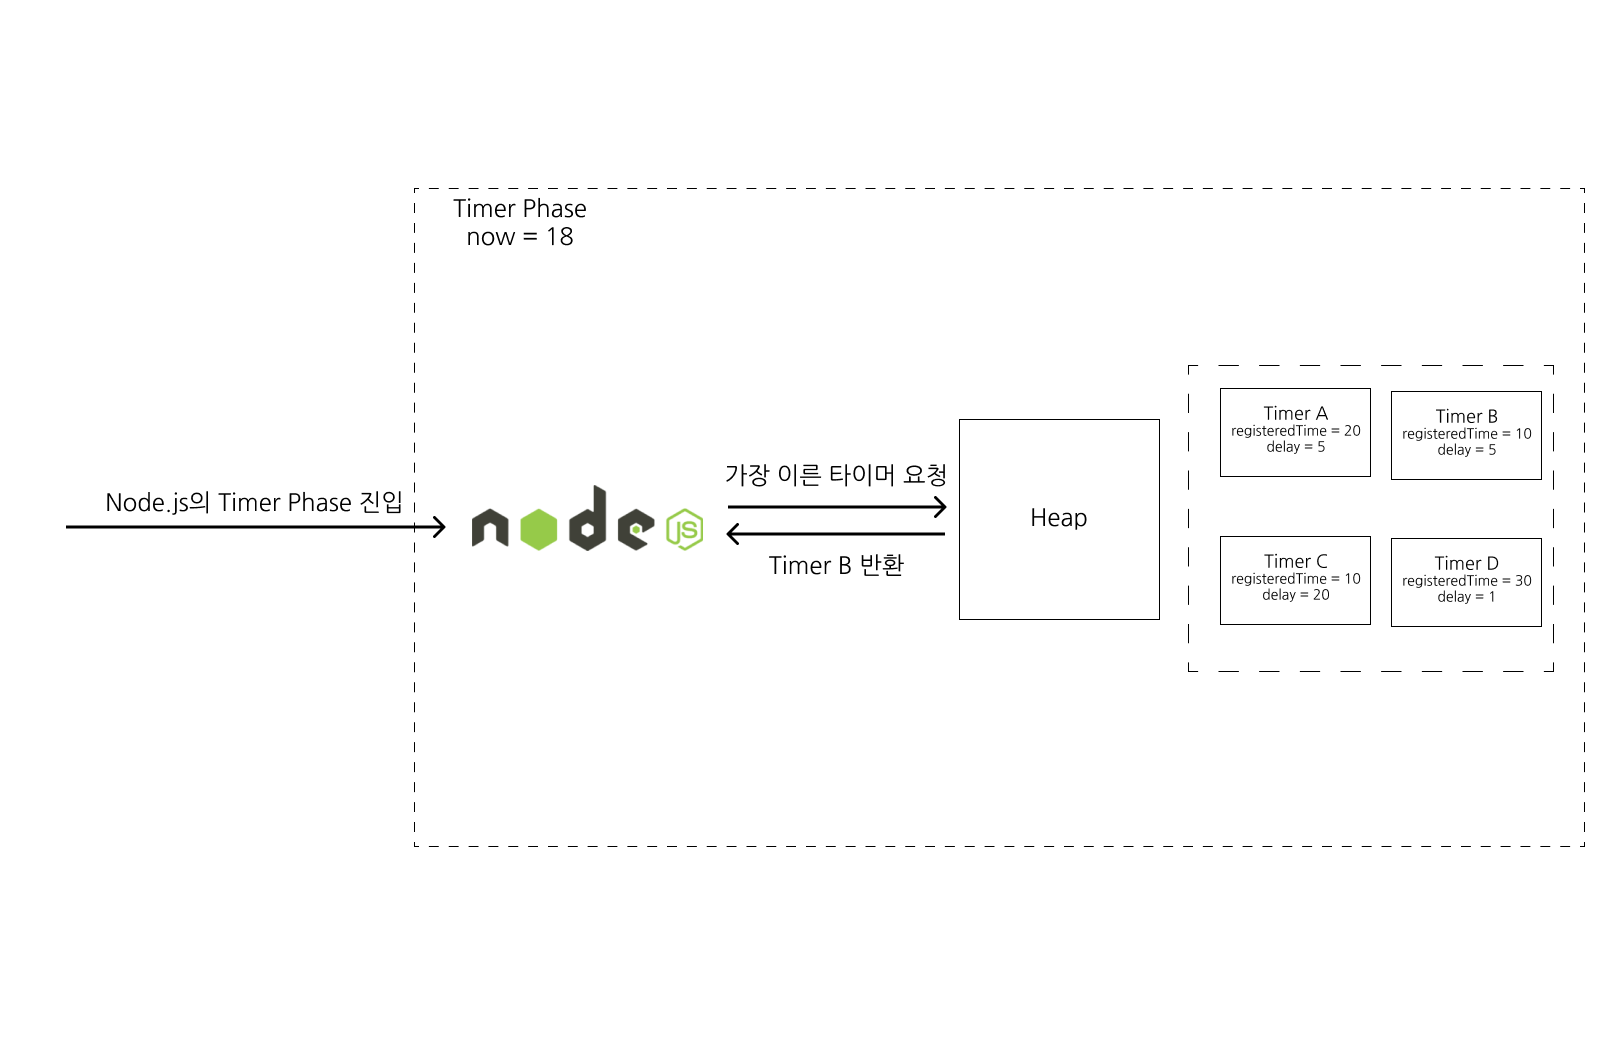 Timer Phase
now = 18
Node.js의 Timer Phase 진입
node
JS
가장 이른 타이머 요청
Timer B 반환
Heap
Timer A
registeredTime = 20
delay = 5
Timer B
registeredTime = 10
delay = 5
Timer C
registeredTime = 10
delay = 20
Timer D
registeredTime = 30
delay = 1